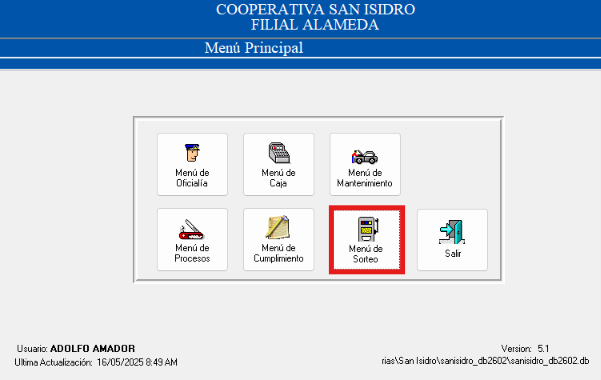 COOPERATIVA SAN ISIDRO
FILIAL ALAMEDA
Menú Principal
Menú de
Oficialía
Menú de
Caja
Menú de
Mantenimiento
Menú de
Procesos
Menú de
Cumplimiento
Menú de
Sorteo
Salir
Usuario: ADOLFO AMADOR
Version: 5.1
Ultima Actualización: 16/05/2025 8:49 AM
rias\San Isidro\sanisidro_db2602\sanisidro_db2602.db